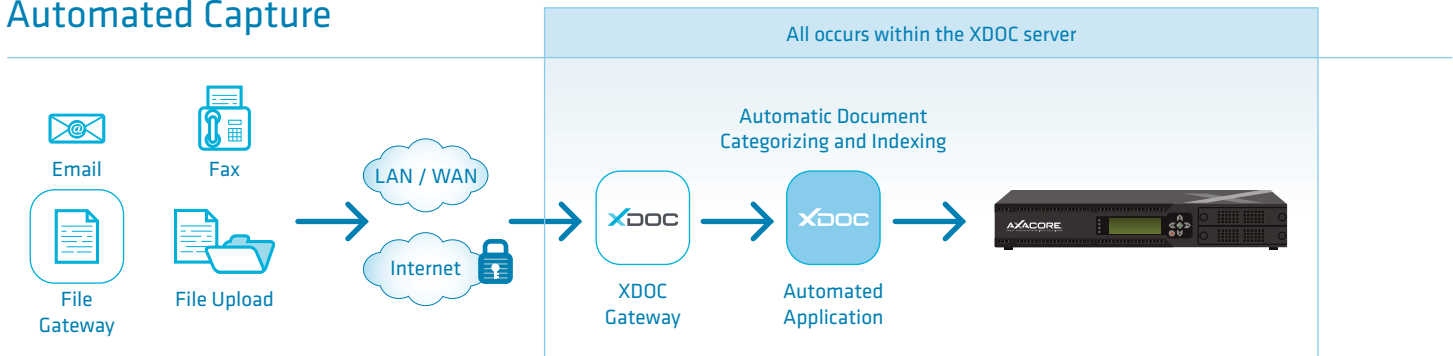 Automated Capture
All occurs within the XDOC server
Email
Fax
File
Gateway
File Upload
LAN / WAN
Internet
Automatic Document
Categorizing and Indexing
XDOC
XDOC
Gateway
XDOC
Automated
Application
AXACORE